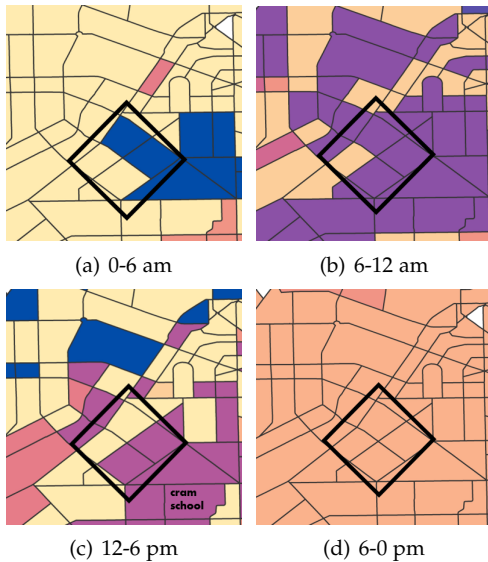 (a) 0-6 am
(b) 6-12 am
cram
school
(c) 12-6 pm
(d) 6-0 pm